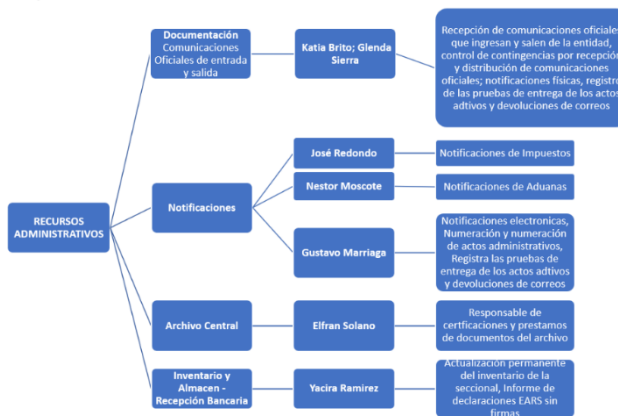 Documentación
Comunicaciones
Oficiales de entrada
y salida
Katia Brito; Glenda
Sierra
Recepción de comunicaciones oficiales
que ingresan y salen de la entidad,
control de contingencias por recepción
y distribución de comunicaciones
oficiales; notificaciones físicas, registro
de las pruebas de entrega de los actos
adtivos y devoluciones de correos
José Redondo
Notificaciones de Impuestos
Nestor Moscote
Notificaciones de Aduanas
RECURSOS
ADMINISTRATIVOS
Notificaciones
Gustavo Marriaga
Notificaciones electronicas,
Numeración y numeración
de actos administrativos,
Registra las pruebas de
entrega de los actos adtivos
y devoluciones de correos
Archivo Central
Elfran Solano
Responsable de
certficaciones y prestamos
de documentos del archivo
Inventario y
Almacen -
Recepción Bancaria
Yacira Ramirez
Actualización permanente
del inventario de la
seccional, Informe de
declaraciones EARS sin
firmas